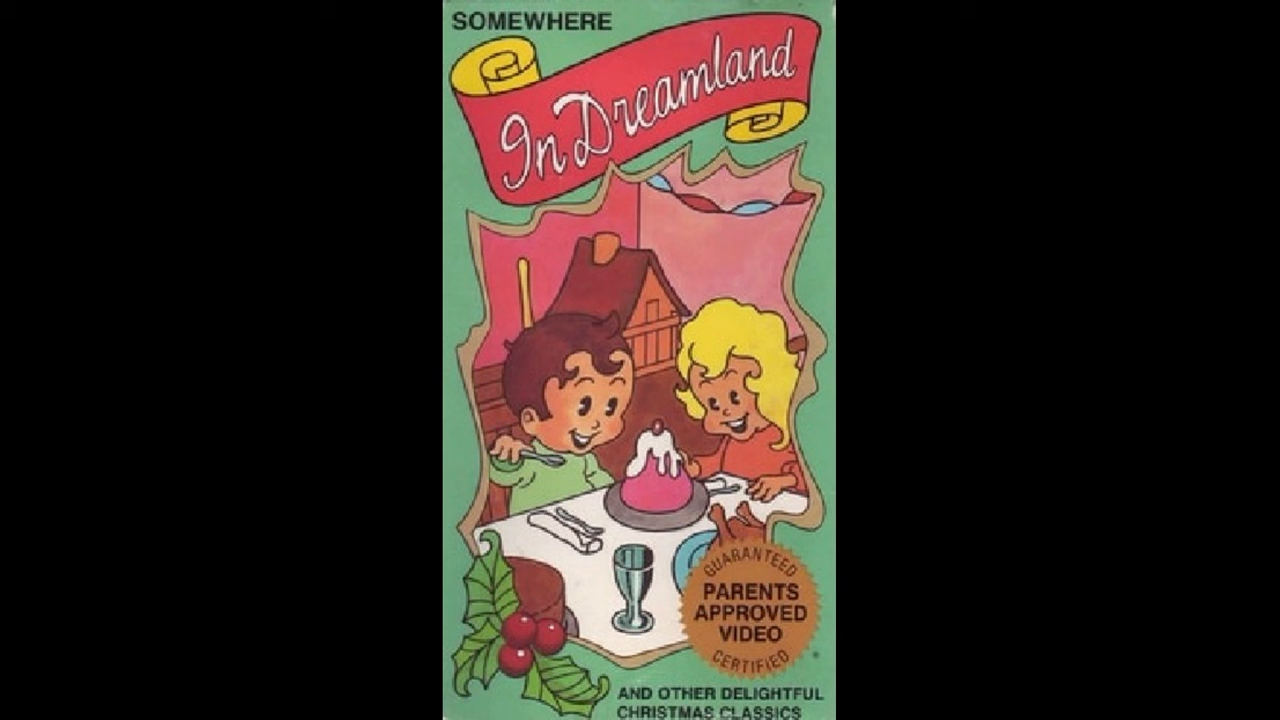 SOMEWHERE
In Dreamland
GUARANTEED
PARENTS
APPROVED
VIDEO
CERTIFIED
AND OTHER DELIGHTFUL
CHRISTMAS CLASSICS